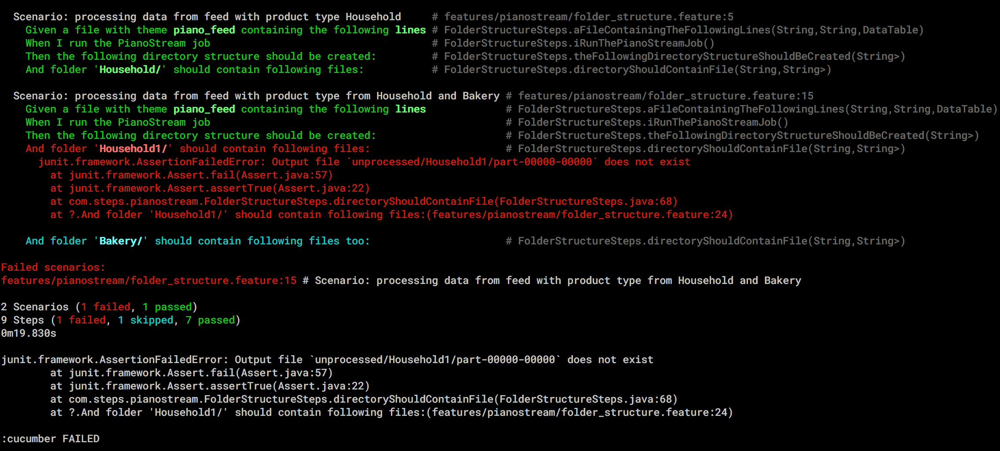 Scenario: processing data from feed with product type Household # features/pianostream/folder_structure.feature:5
Given a file with theme piano_feed containing the following lines # FolderStructureSteps.aFileContainingTheFollowingLines(String,String,DataTable)
When I run the PianoStream job # FolderStructureSteps.iRunThePianoStreamJob()
Then the following directory structure should be created: # FolderStructureSteps.theFollowingDirectoryStructureShouldBeCreated(String>)
And folder 'Household/' should contain following files: # FolderStructureSteps.directoryShouldContainFile(String,String>)
Scenario: processing data from feed with product type from Household and Bakery # features/pianostream/folder_structure.feature:15
Given a file with theme piano_feed containing the following lines # FolderStructureSteps.aFileContainingTheFollowingLines(String,String,DataTable)
When I run the PianoStream job # FolderStructureSteps.iRunThePianoStreamJob()
Then the following directory structure should be created: # FolderStructureSteps.theFollowingDirectoryStructureShouldBeCreated(String>)
And folder 'Household1/' should contain following files: # FolderStructureSteps.directoryShouldContainFile(String,String>)
junit.framework.AssertionFailedError: Output file `unprocessed/Household1/part-00000-00000` does not exist
at junit.framework.Assert.fail(Assert.java:57)
at junit.framework.Assert.assertTrue(Assert.java:22)
at com.steps.pianostream.FolderStructureSteps.directoryShouldContainFile(FolderStructureSteps.java:68)
at ?.And folder 'Household1/' should contain following files:(features/pianostream/folder_structure.feature:24)
And folder 'Bakery/' should contain following files too: # FolderStructureSteps.directoryShouldContainFile(String,String>)
Failed scenarios:
features/pianostream/folder_structure.feature:15 # Scenario: processing data from feed with product type from Household and Bakery
2 Scenarios (1 failed, 1 passed)
9 Steps (1 failed, 1 skipped, 7 passed)
0m19.830s
junit.framework.AssertionFailedError: Output file `unprocessed/Household1/part-00000-00000` does not exist
at junit.framework.Assert.fail(Assert.java:57)
at junit.framework.Assert.assertTrue(Assert.java:22)
at com.steps.pianostream.FolderStructureSteps.directoryShouldContainFile(FolderStructureSteps.java:68)
at ?.And folder 'Household1/' should contain following files:(features/pianostream/folder_structure.feature:24)
:cucumber FAILED